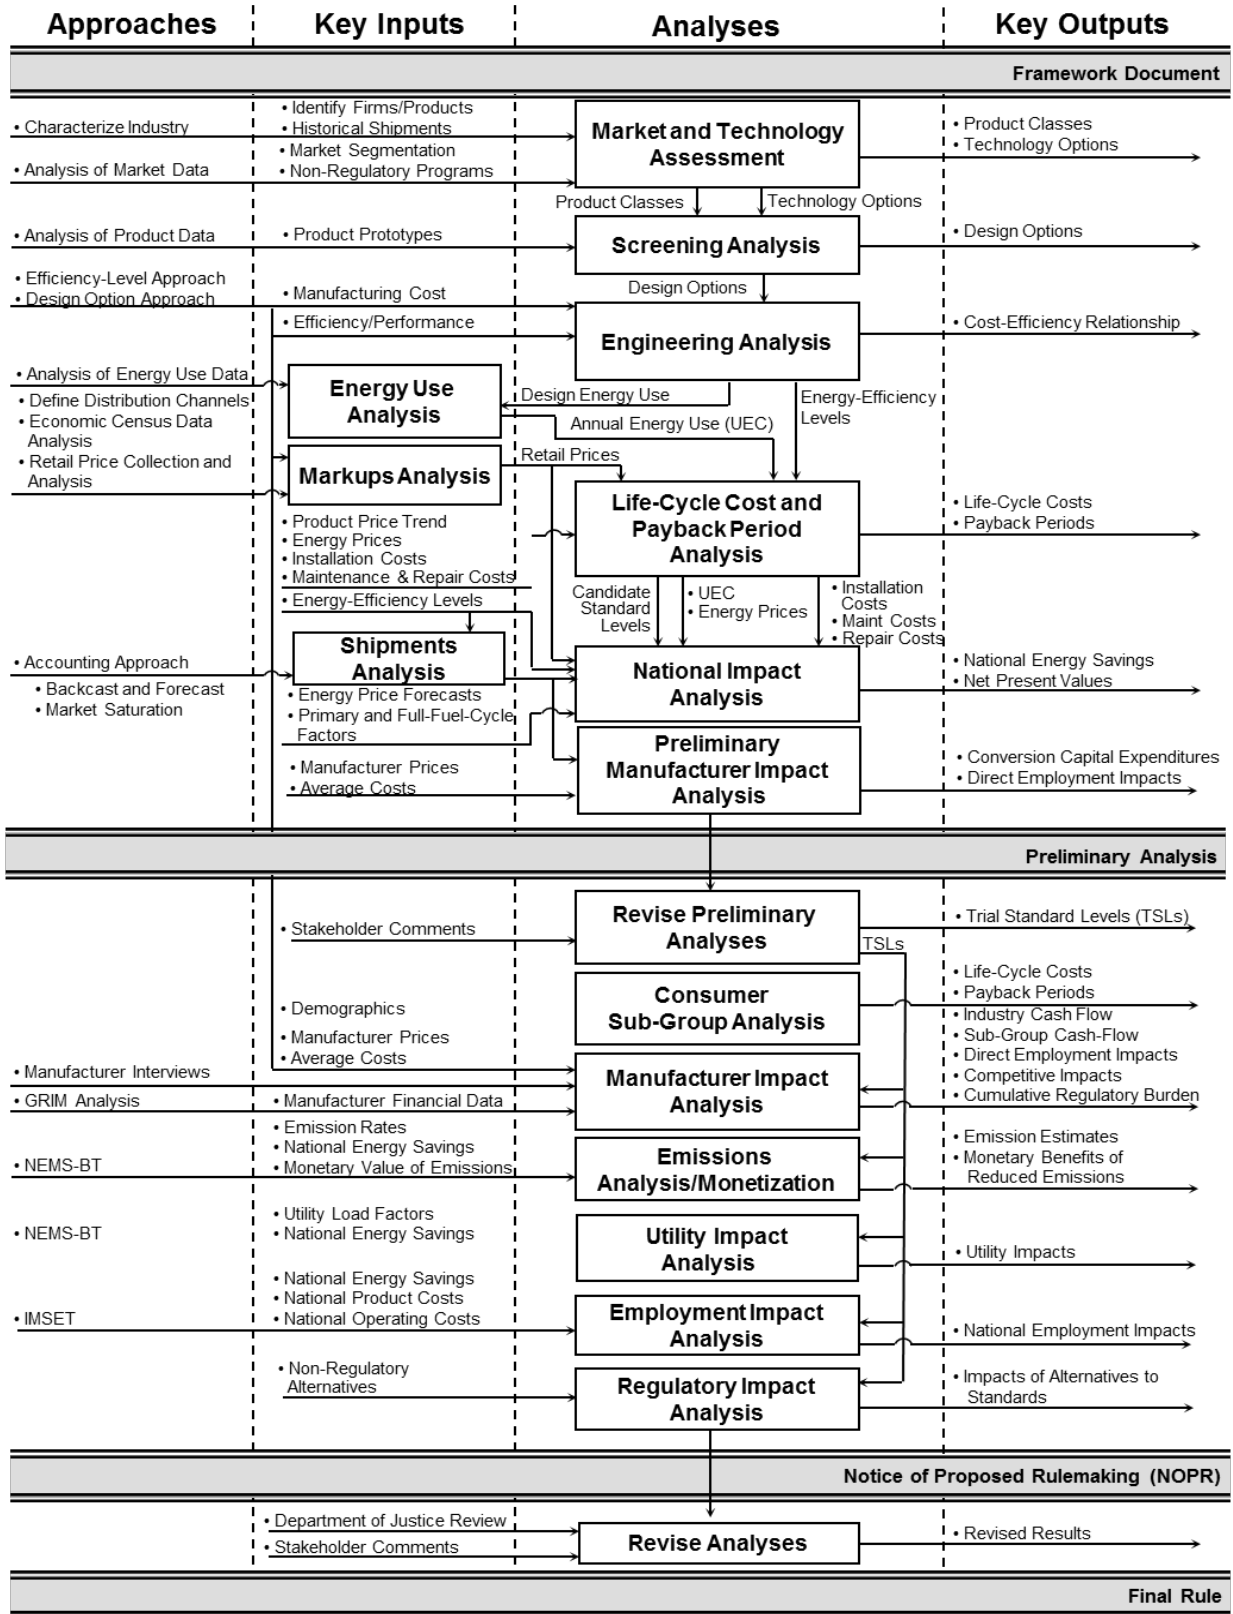 Approaches
Key Inputs
Analyses
Key Outputs
Framework Document
• Characterize Industry
• Analysis of Market Data
• Identify Firms/Products
• Historical Shipments
• Market Segmentation
• Non-Regulatory Programs
Market and Technology
Assessment
• Product Classes
• Technology Options
Product Classes
Technology Options
• Analysis of Product Data
• Product Prototypes
Screening Analysis
• Design Options
Design Options
• Efficiency-Level Approach
• Design Option Approach
• Manufacturing Cost
• Efficiency/Performance
Engineering Analysis
• Cost-Efficiency Relationship
• Analysis of Energy Use Data
Energy Use
Analysis
Design Energy Use
Energy-Efficiency
Levels
Annual Energy Use (UEC)
• Define Distribution Channels
• Economic Census Data
Analysis
• Retail Price Collection and
Analysis
Markups Analysis
Retail Prices
• Product Price Trend
• Energy Prices
• Installation Costs
• Maintenance & Repair Costs
• Energy-Efficiency Levels
Life-Cycle Cost and
Payback Period
Analysis
• Life-Cycle Costs
• Payback Periods
Candidate
Standard
Levels
• UEC
• Energy Prices
• Installation
Costs
• Maint Costs
• Repair Costs
• Accounting Approach
• Backcast and Forecast
• Market Saturation
Shipments
Analysis
• Energy Price Forecasts
• Primary and Full-Fuel-Cycle
Factors
National Impact
Analysis
• National Energy Savings
• Net Present Values
• Manufacturer Prices
• Average Costs
Preliminary
Manufacturer Impact
Analysis
• Conversion Capital Expenditures
• Direct Employment Impacts
Preliminary Analysis
• Stakeholder Comments
Revise Preliminary
Analyses
• Trial Standard Levels (TSLs)
TSLs
• Demographics
Consumer
Sub-Group Analysis
• Life-Cycle Costs
• Payback Periods
• Industry Cash Flow
• Sub-Group Cash-Flow
• Direct Employment Impacts
• Competitive Impacts
• Cumulative Regulatory Burden
• Manufacturer Interviews
• GRIM Analysis
• Manufacturer Prices
• Average Costs
• Manufacturer Financial Data
Manufacturer Impact
Analysis
• NEMS-BT
• Emission Rates
• National Energy Savings
• Monetary Value of Emissions
Emissions
Analysis/Monetization
• Emission Estimates
• Monetary Benefits of
Reduced Emissions
• NEMS-BT
• Utility Load Factors
• National Energy Savings
Utility Impact
Analysis
• Utility Impacts
• IMSET
• National Energy Savings
• National Product Costs
• National Operating Costs
Employment Impact
Analysis
• National Employment Impacts
• Non-Regulatory
Alternatives
Regulatory Impact
Analysis
• Impacts of Alternatives to
Standards
Notice of Proposed Rulemaking (NOPR)
• Department of Justice Review
• Stakeholder Comments
Revise Analyses
• Revised Results
Final Rule